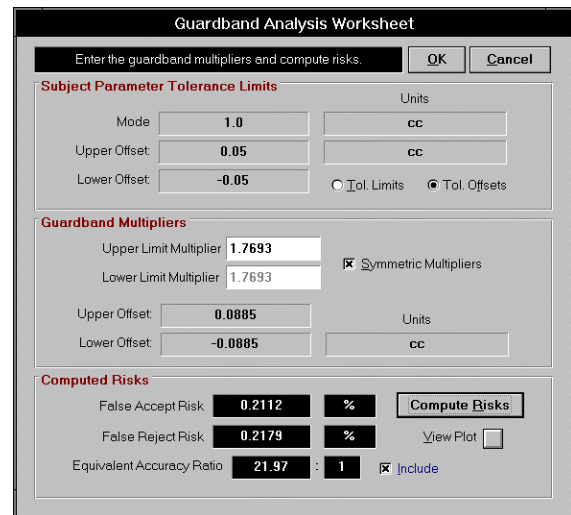 Guardband Analysis Worksheet
Enter the guardband multipliers and compute risks. OK Cancel
Subject Parameter Tolerance Limits
Units
Mode 1.0 cc
Upper Offset: 0.05 cc
Lower Offset: -0.05 Tol. Limits Tol. Offsets
Guardband Multipliers
Upper Limit Multiplier 1.7693
Symmetric Multipliers
Lower Limit Multiplier 1.7693
Upper Offset: 0.0885 Units
Lower Offset: -0.0885 cc
Computed Risks
False Accept Risk 0.2112 % Compute Risks
False Reject Risk 0.2179 % View Plot
Equivalent Accuracy Ratio 21.97 : 1 Include